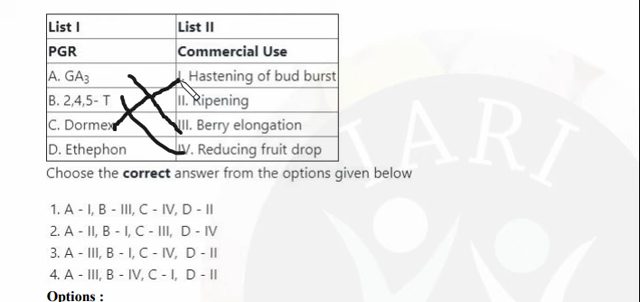 List I List II
PGR Commercial Use
A. GA3 I. Hastening of bud burst
B. 2,4,5- T II. Ripening
C. Dormex III. Berry elongation
D. Ethephon IV. Reducing fruit drop
Choose the correct answer from the options given below
1. A - I, B - III, C - IV, D - II
2. A - II, B - I, C - III, D - IV
3. A - III, B - I, C - IV, D - II
4. A - III, B - IV, C - I, D - II
Options :
IARI